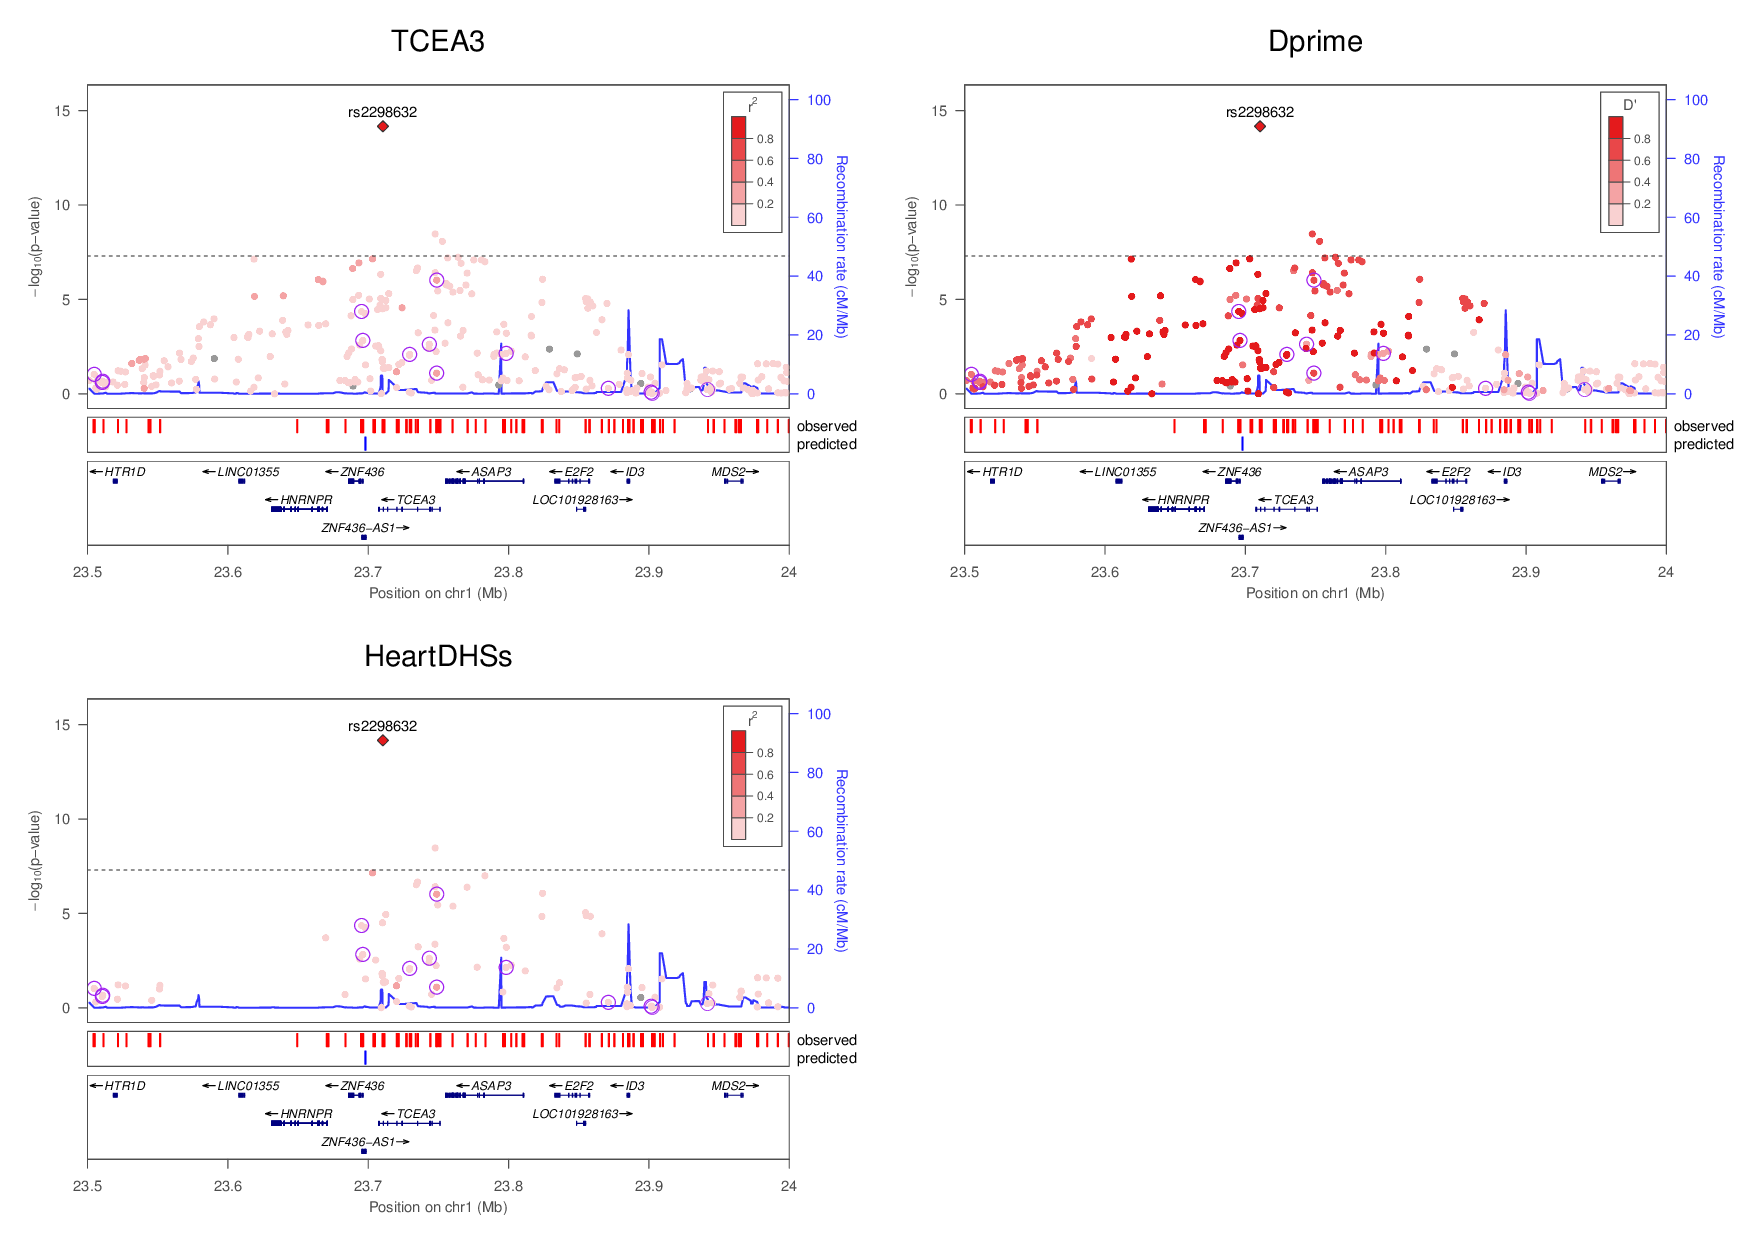 TCEA3
rs2298632
r2
0.8
0.6
0.4
0.2
15
10
5
0
−log10(p−value)
100
80
60
40
20
0
Recombination rate (cM/Mb)
observed
predicted
HTR1D
LINC01355
ZNF436
ASAP3
E2F2
ID3
MDS2
HNRNPR
TCEA3
LOC101928163
ZNF436−AS1
23.5 23.6 23.7 23.8 23.9 24
Position on chr1 (Mb)
Dprime
rs2298632
D'
0.8
0.6
0.4
0.2
15
10
5
0
−log10(p−value)
100
80
60
40
20
0
Recombination rate (cM/Mb)
observed
predicted
HTR1D
LINC01355
ZNF436
ASAP3
E2F2
ID3
MDS2
HNRNPR
TCEA3
LOC101928163
ZNF436−AS1
23.5 23.6 23.7 23.8 23.9 24
Position on chr1 (Mb)
HeartDHSs
rs2298632
r2
0.8
0.6
0.4
0.2
15
10
5
0
−log10(p−value)
100
80
60
40
20
0
Recombination rate (cM/Mb)
observed
predicted
HTR1D
LINC01355
ZNF436
ASAP3
E2F2
ID3
MDS2
HNRNPR
TCEA3
LOC101928163
ZNF436−AS1
23.5 23.6 23.7 23.8 23.9 24
Position on chr1 (Mb)